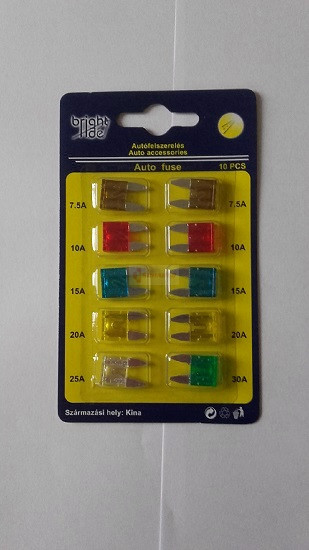 bright
ide
Autófelszerelés
Auto accessories
Auto fuse 10 PCS
7.5A 7.5A
10A 10A
15A 15A
20A 20A
25A 30A
Származási hely: Kína